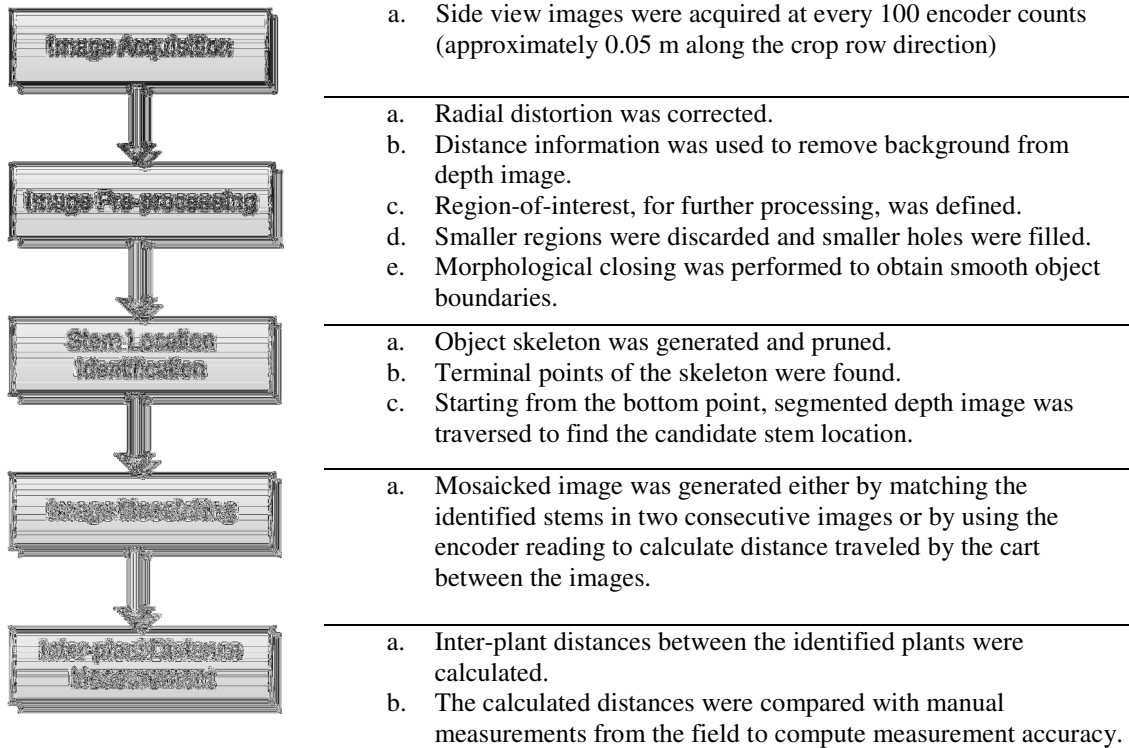 Image Acquisition
a. Side view images were acquired at every 100 encoder counts
(approximately 0.05 m along the crop row direction)
Image Pre-processing
a. Radial distortion was corrected.
b. Distance information was used to remove background from
depth image.
c. Region-of-interest, for further processing, was defined.
d. Smaller regions were discarded and smaller holes were filled.
e. Morphological closing was performed to obtain smooth object
boundaries.
Stem Location
Identification
a. Object skeleton was generated and pruned.
b. Terminal points of the skeleton were found.
c. Starting from the bottom point, segmented depth image was
traversed to find the candidate stem location.
Image
a. Mosaicked image was generated either by matching the
identified stems in two consecutive images or by using the
encoder reading to calculate distance traveled by the cart
between the images.
Inter-plant Distance
Measurement
a. Inter-plant distances between the identified plants were
calculated.
b. The calculated distances were compared with manual
measurements from the field to compute measurement accuracy.